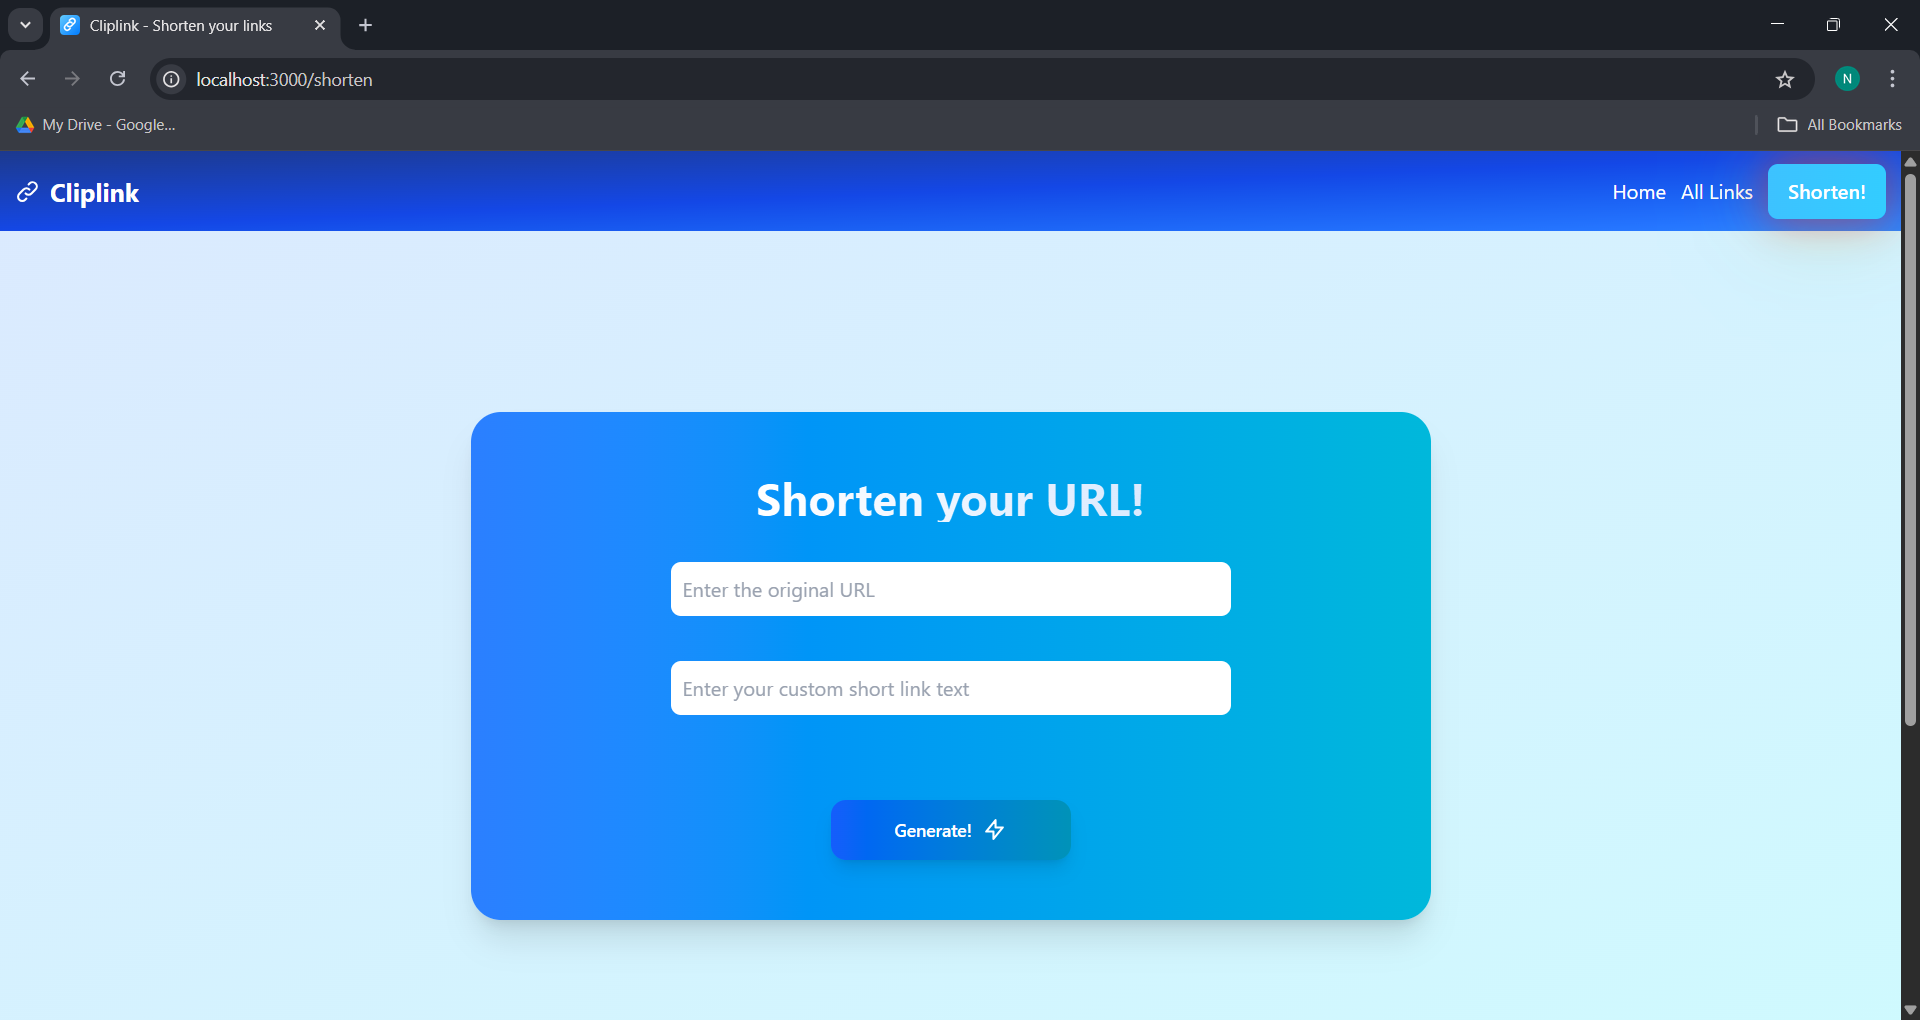 Cliplink - Shorten your links
localhost:3000/shorten
N
My Drive - Google...
All Bookmarks
Cliplink
Home
All Links
Shorten!
Shorten your URL!
Enter the original URL
Enter your custom short link text
Generate!